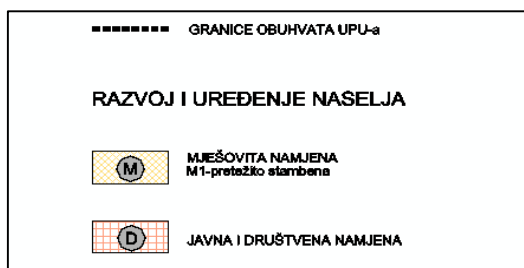 GRANICE OBUHVATA UPU-a
RAZVOJ I UREĐENJE NASELJA
M
MJEŠOVITA NAMJENA
M1-pretežito stambena
D
JAVNA I DRUŠTVENA NAMJENA